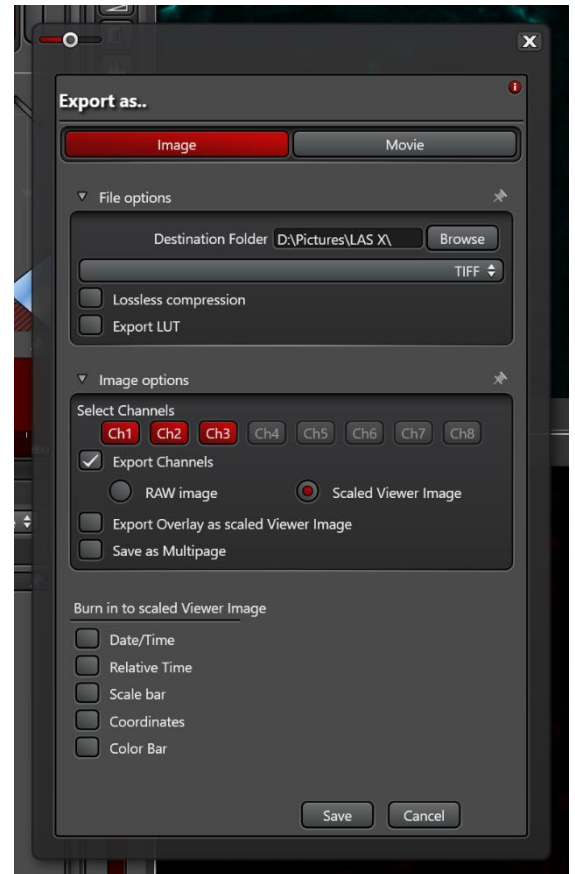 Export as..
Image Movie
File options
Destination Folder D:\Pictures\LAS X\ Browse
TIFF
Lossless compression
Export LUT
Image options
Select Channels
Ch1 Ch2 Ch3 Ch4 Ch5 Ch6 Ch7 Ch8
Export Channels
RAW image Scaled Viewer Image
Export Overlay as scaled Viewer Image
Save as Multipage
Burn in to scaled Viewer Image
Date/Time
Relative Time
Scale bar
Coordinates
Color Bar
Save Cancel